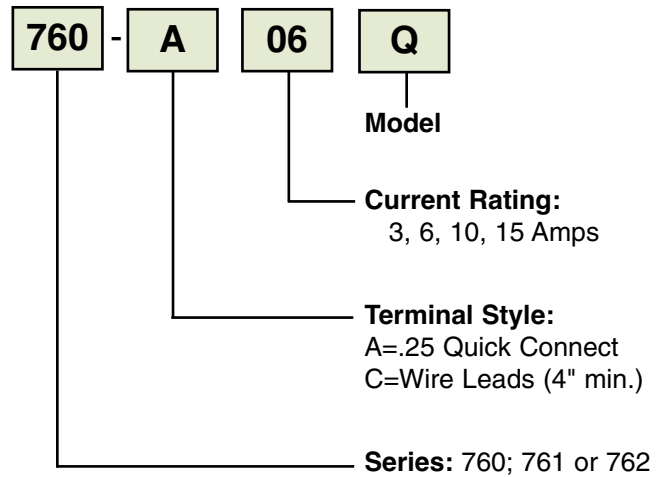 760 - A 06 Q
Model
Current Rating:
3, 6, 10, 15 Amps
Terminal Style:
A=.25 Quick Connect
C=Wire Leads (4" min.)
Series: 760; 761 or 762